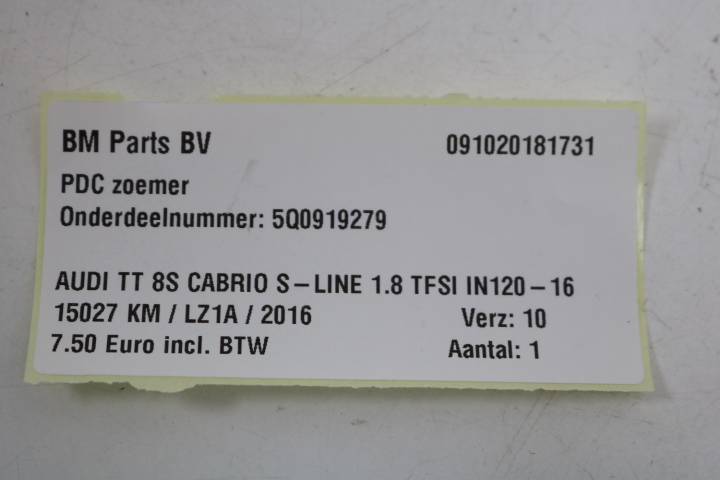 BM Parts BV 091020181731
PDC zoemer
Onderdeelnummer: 5Q0919279
AUDI TT 8S CABRIO S-LINE 1.8 TFSI IN120-16
15027 KM / LZ1A / 2016 Verz: 10
7.50 Euro incl. BTW Aantal: 1